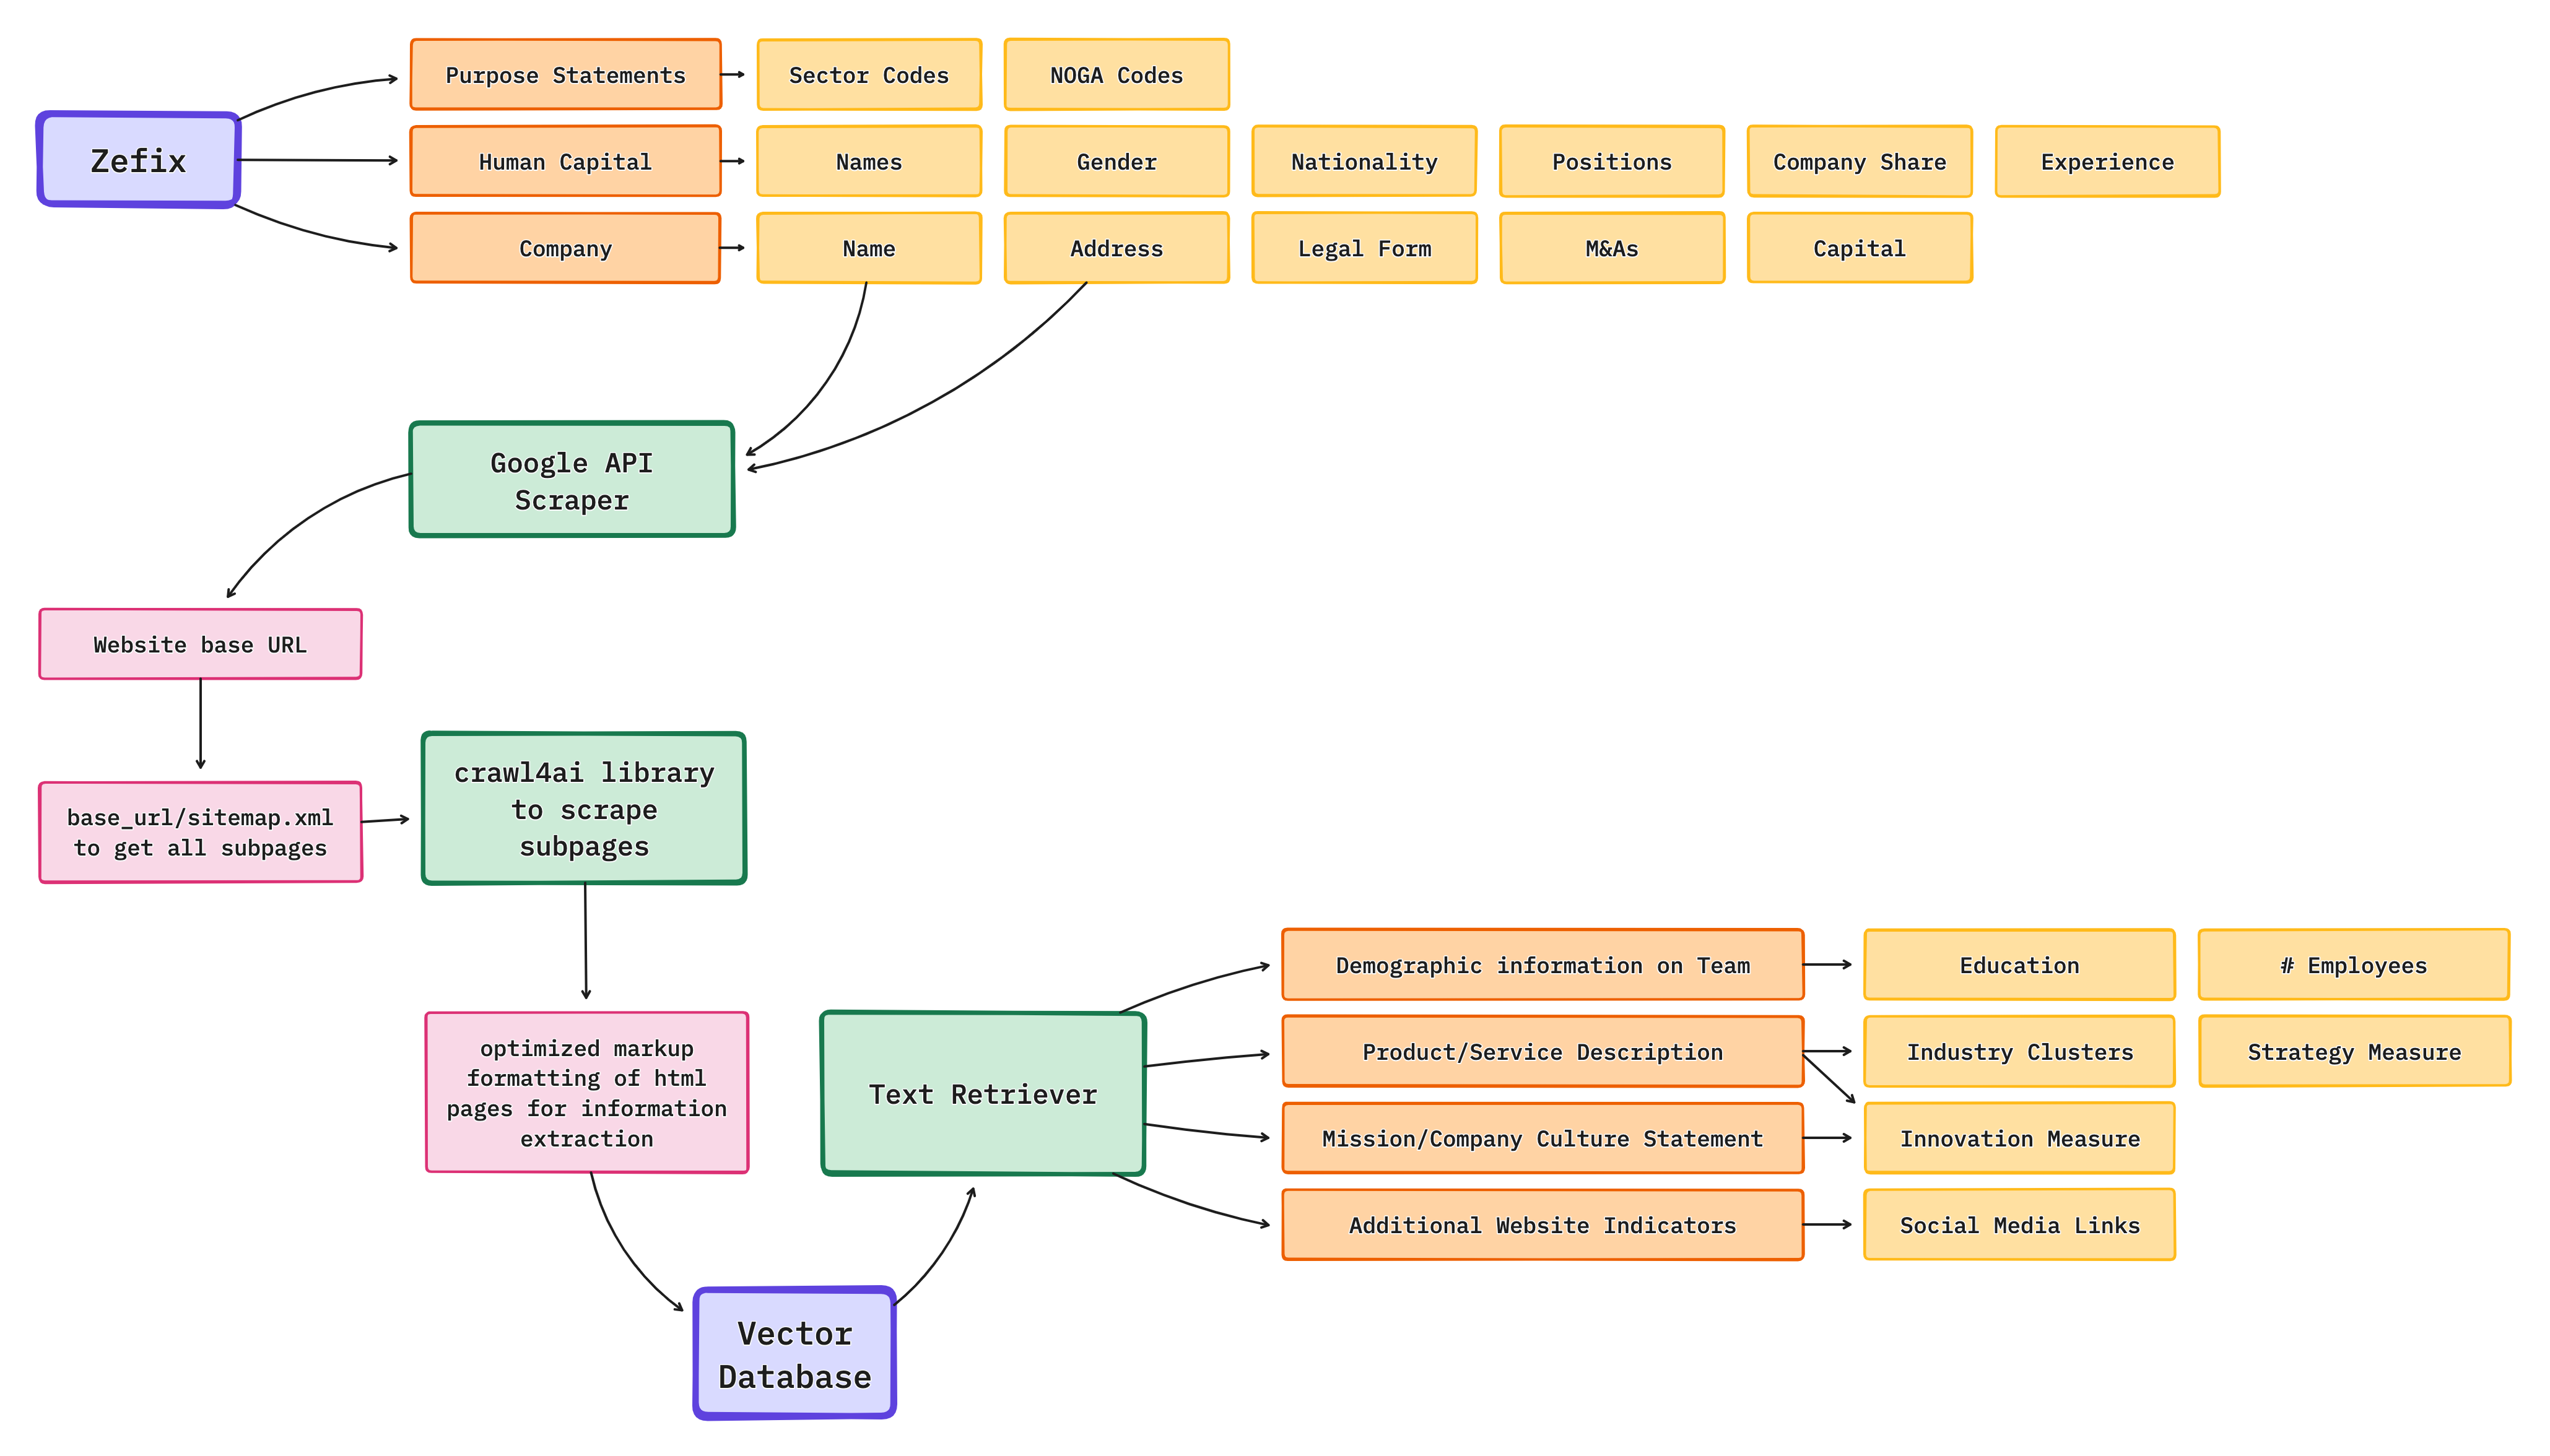 Purpose Statements
Sector Codes
NOGA Codes
Zefix
Human Capital
Names
Gender
Nationality
Positions
Company Share
Experience
Company
Name
Address
Legal Form
M&As
Capital
Google API
Scraper
Website base URL
base_url/sitemap.xml
to get all subpages
crawl4ai library
to scrape
subpages
optimized markup
formatting of html
pages for information
extraction
Vector
Database
Text Retriever
Demographic information on Team
Education
# Employees
Product/Service Description
Industry Clusters
Strategy Measure
Mission/Company Culture Statement
Innovation Measure
Additional Website Indicators
Social Media Links